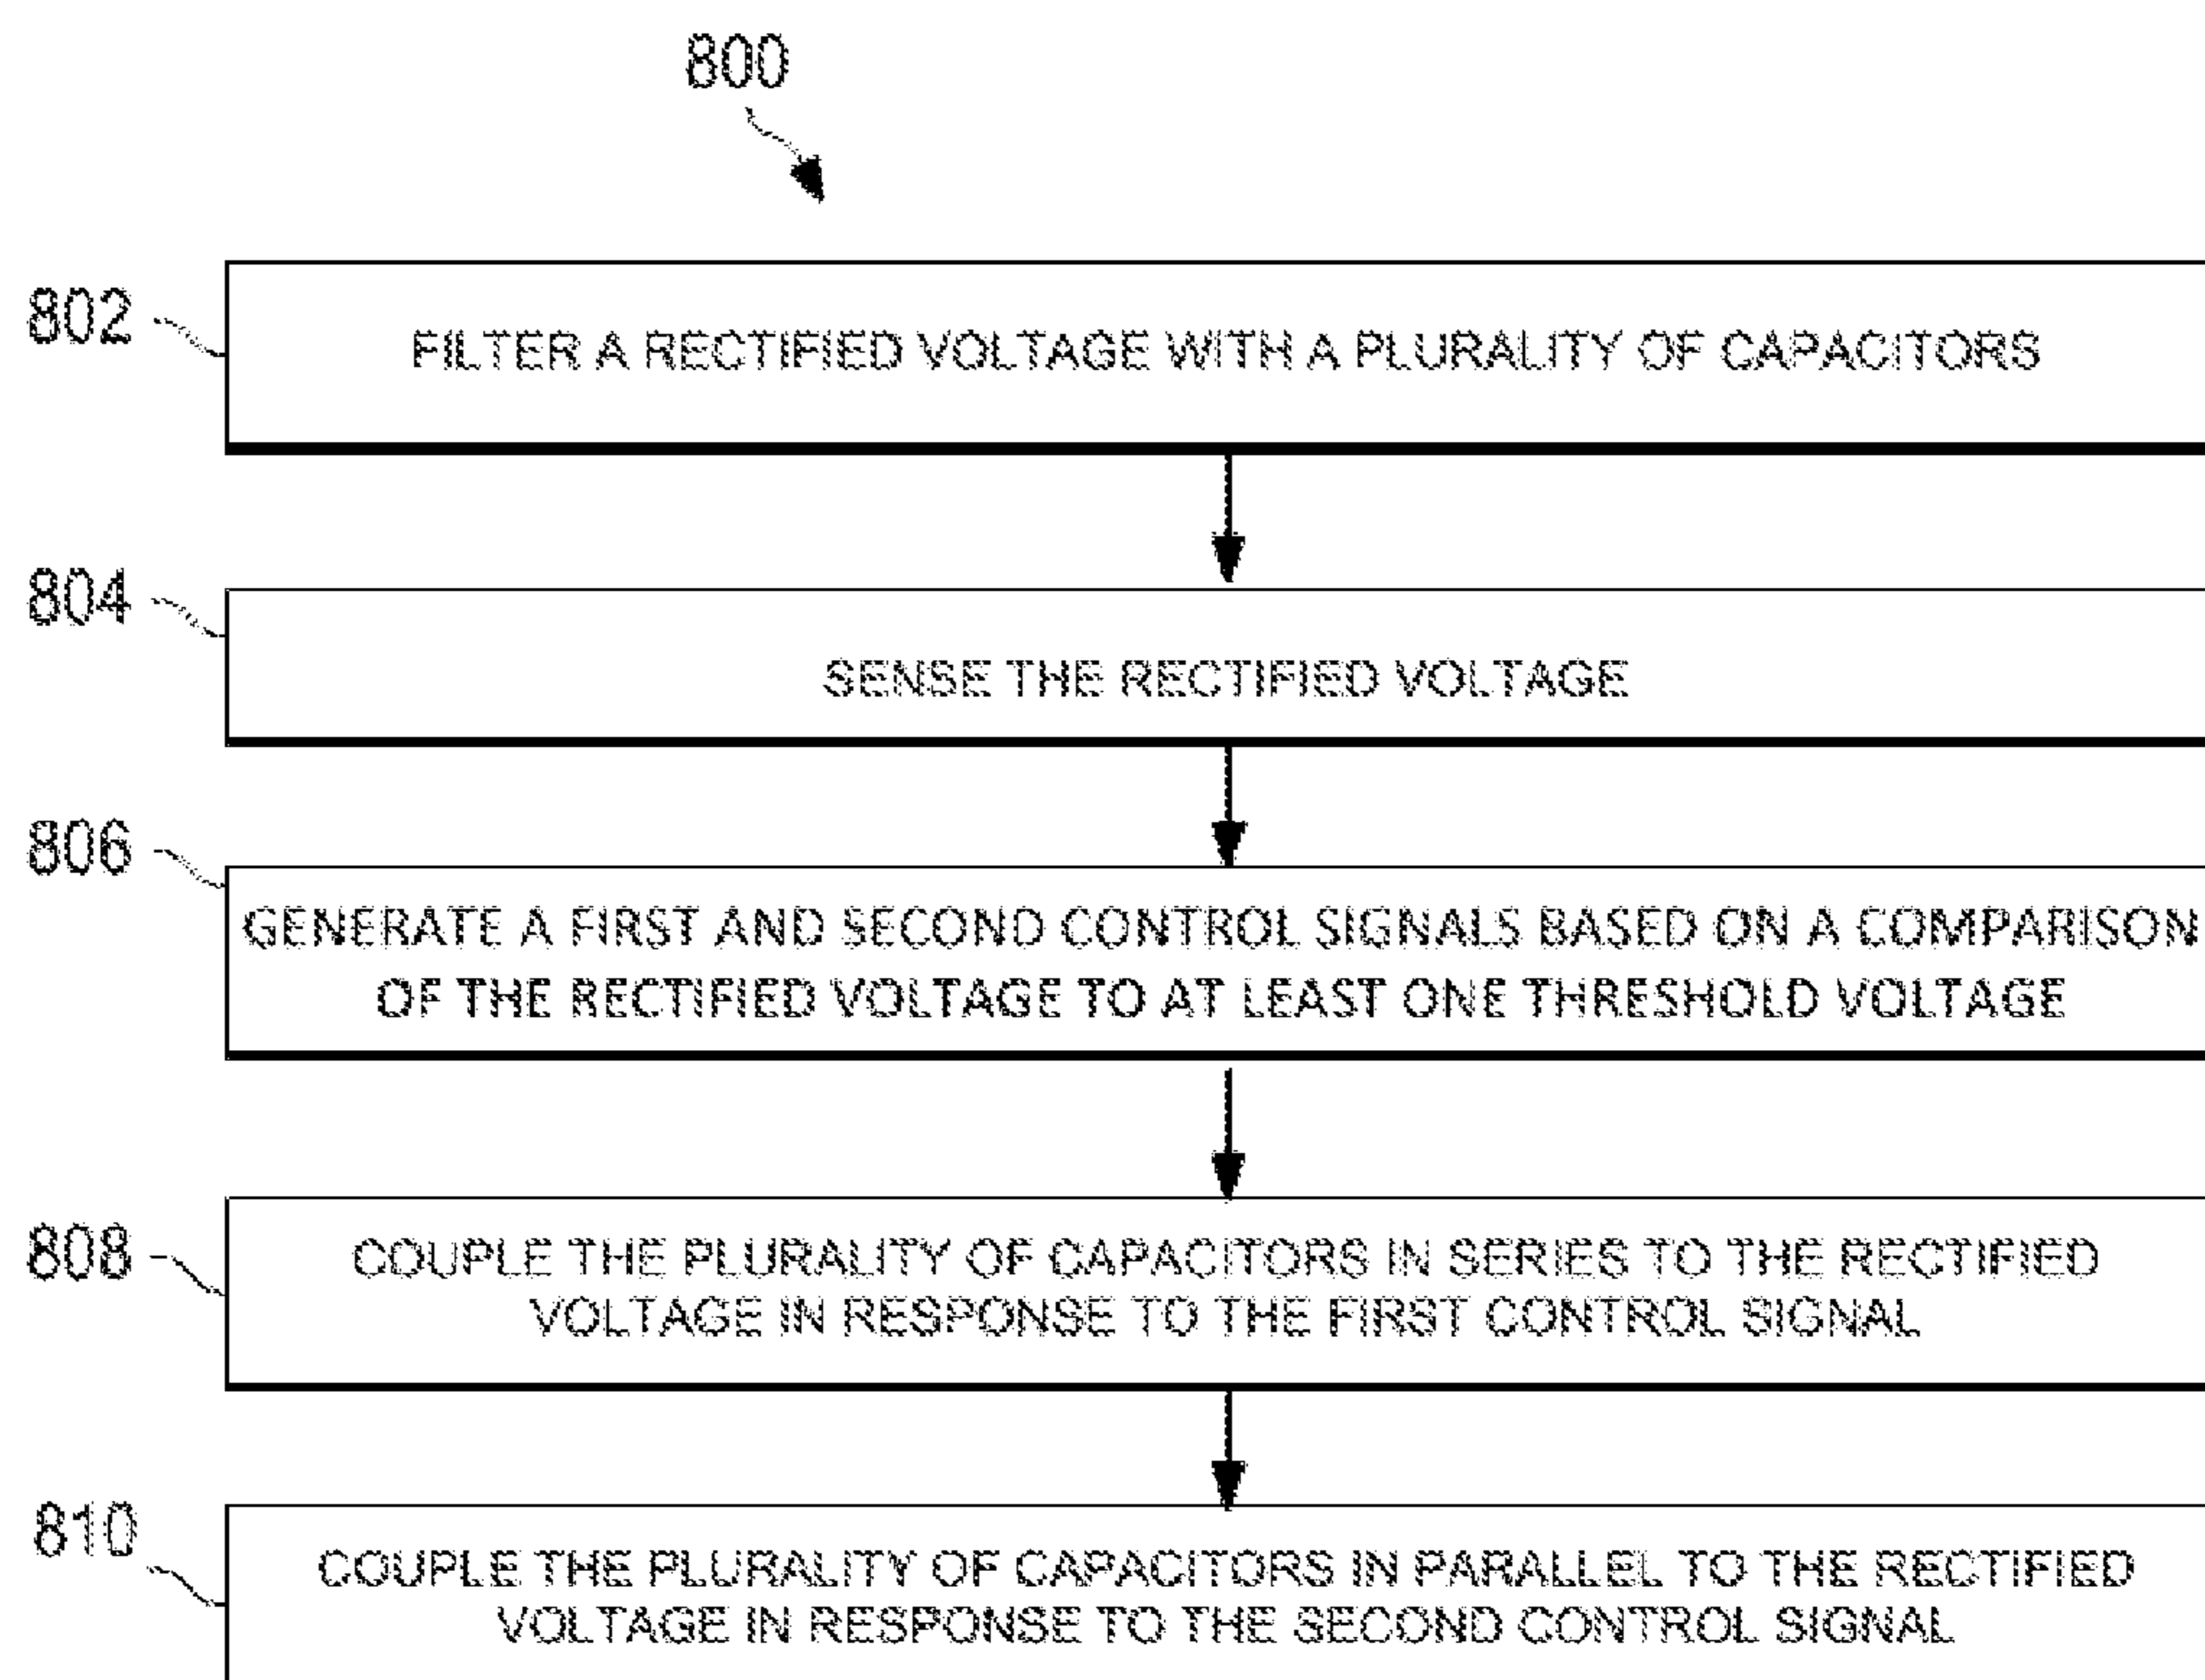 800
802
FILTER A RECTIFIED VOLTAGE WITH A PLURALITY OF CAPACITORS
804
SENSE THE RECTIFIED VOLTAGE
806
GENERATE A FIRST AND SECOND CONTROL SIGNALS BASED ON A COMPARISON
OF THE RECTIFIED VOLTAGE TO AT LEAST ONE THRESHOLD VOLTAGE
808
COUPLE THE PLURALITY OF CAPACITORS IN SERIES TO THE RECTIFIED
VOLTAGE IN RESPONSE TO THE FIRST CONTROL SIGNAL
810
COUPLE THE PLURALITY OF CAPACITORS IN PARALLEL TO THE RECTIFIED
VOLTAGE IN RESPONSE TO THE SECOND CONTROL SIGNAL